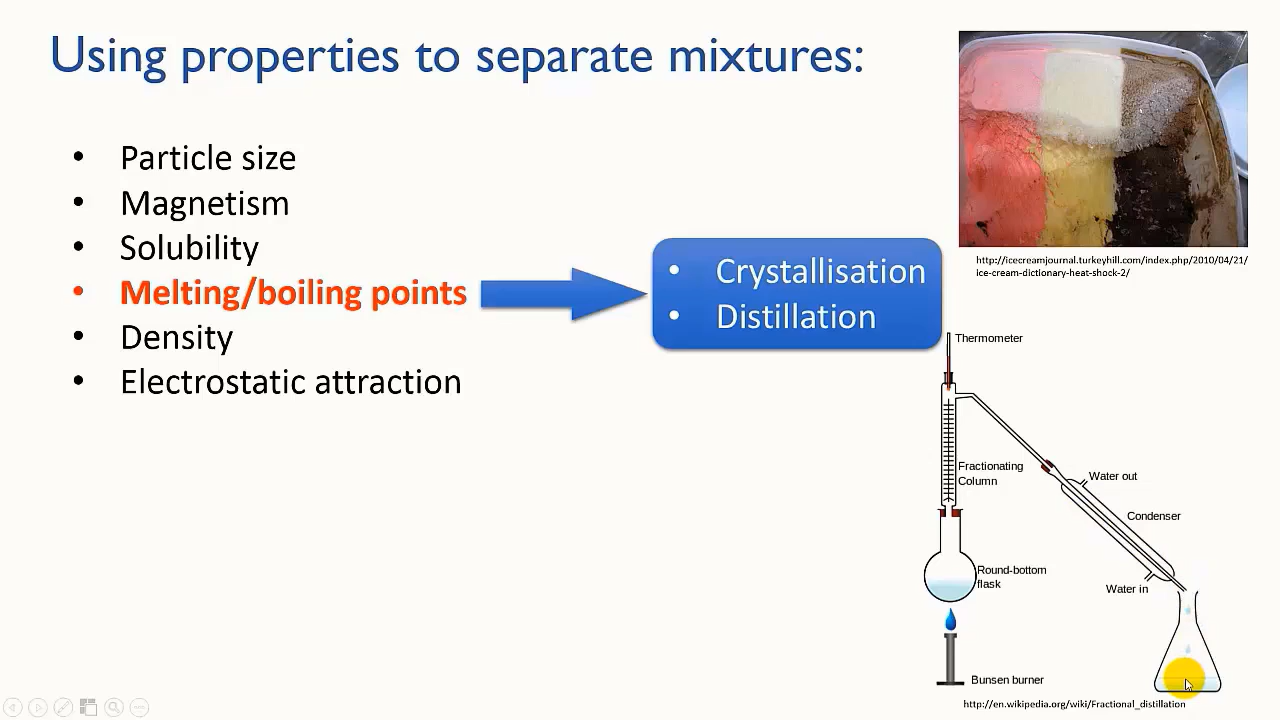 Using properties to separate mixtures:
• Particle size
• Magnetism
• Solubility
• Melting/boiling points
• Density
• Electrostatic attraction
• Crystallisation
• Distillation
http://icecreamjournal.turkeyhill.com/index.php/2010/04/21/
ice-cream-dictionary-heat-shock-2/
Thermometer
Fractionating
Column
Water out
Condenser
Round-bottom
flask
Water in
Bunsen burner
http://en.wikipedia.org/wiki/Fractional_distillation